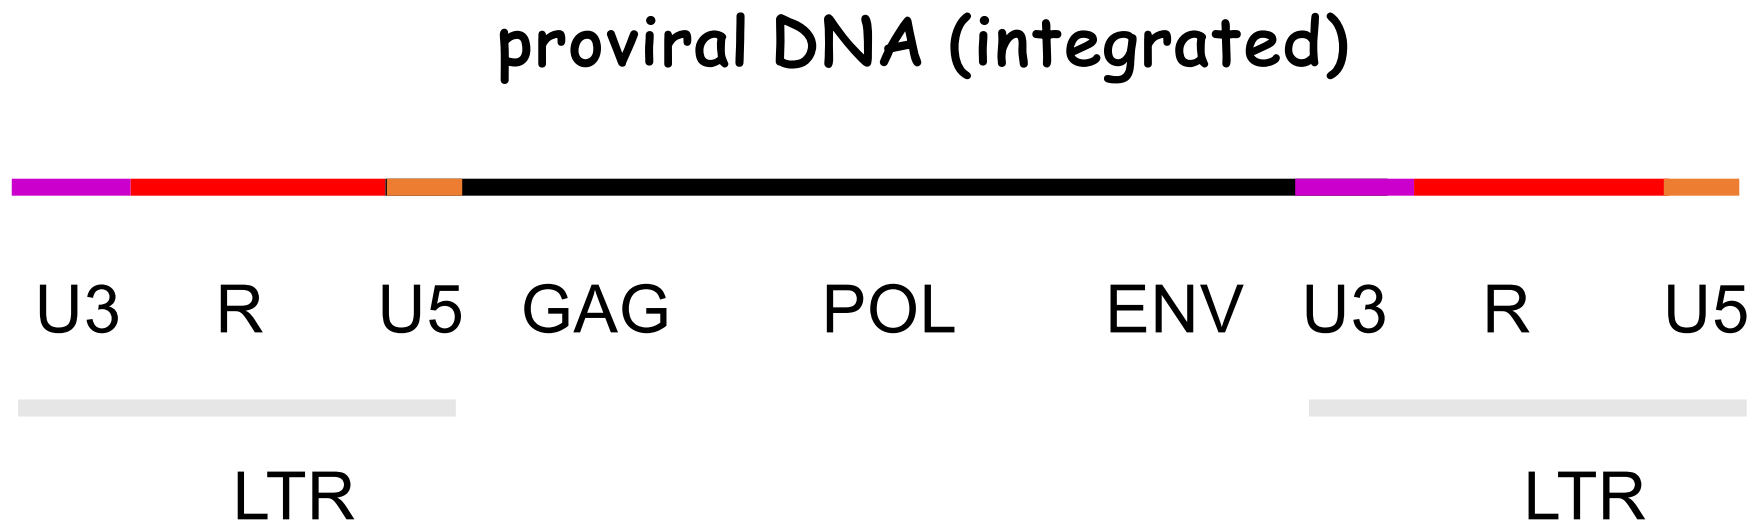 proviral DNA (integrated)
U3 R U5 GAG POL ENV U3 R U5
LTR LTR